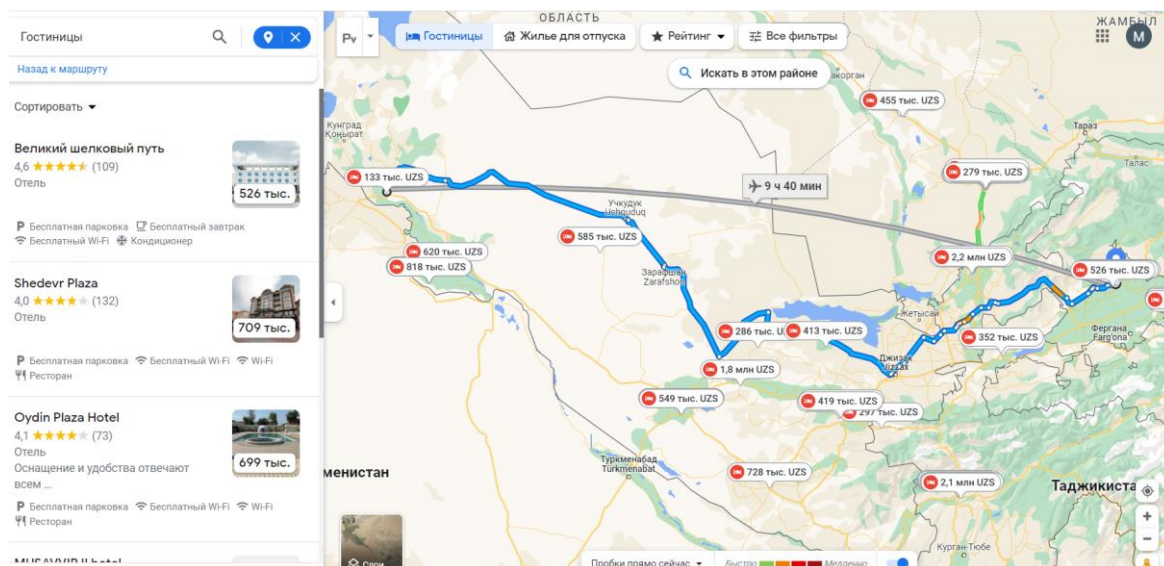 Гостиницы
Назад к маршруту
Сортировать
Великий шелковый путь
4,6 (109)
Отель
526 тыс.
Бесплатная парковка Бесплатный завтрак
Бесплатный Wi-Fi Кондиционер
Shedevr Plaza
4,0 (132)
Отель
709 тыс.
Бесплатная парковка Бесплатный Wi-Fi Wi-Fi
Ресторан
Oydin Plaza Hotel
4,1 (73)
Отель
Оснащение и удобства отвечают
всем ...
699 тыс.
Бесплатная парковка Бесплатный Wi-Fi Wi-Fi
Ресторан
ОБЛАСТЬ
ЖАМБЫЛ
Гостиницы
Жилье для отпуска
Рейтинг
Все фильтры
М
Искать в этом районе
455 тыс. UZS
Кунград
Қоңырат
Тараз
Талас
133 тыс. UZS
279 тыс. UZS
9 ч 40 мин
Учкудук
Uchquduq
585 тыс. UZS
620 тыс. UZS
818 тыс. UZS
2,2 млн UZS
526 тыс. UZS
Зарафшан
Zarafshon
Жетысай
286 тыс. U
413 тыс. UZS
352 тыс. UZS
Фергана
Farg'ona
Джизак
Jizzax
1,8 млн UZS
549 тыс. UZS
419 тыс. UZS
297 тыс. UZS
Туркменабад
Türkmenabat
менистан
728 тыс. UZS
2,1 млн UZS
Таджикиста
Курган-Тюбе
Слои
Пробки прямо сейчас
Быстро
Медленно